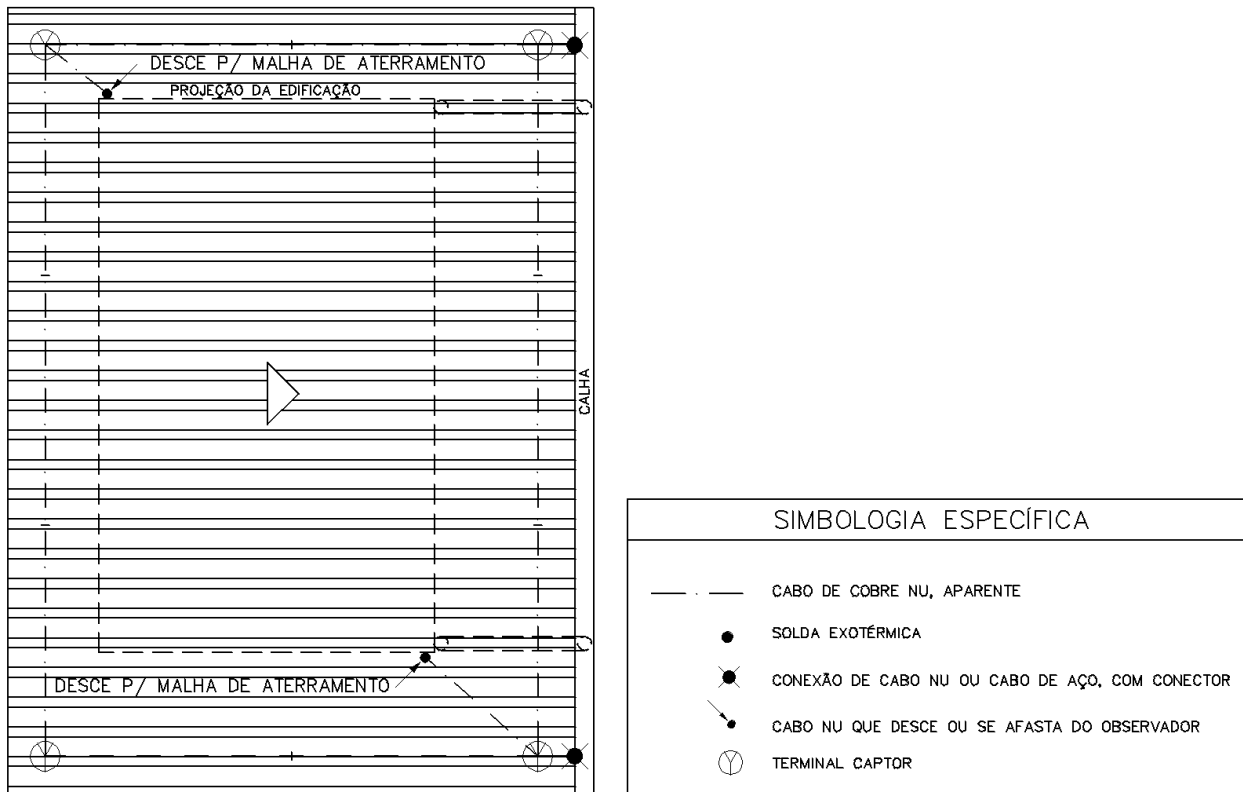 DESCE P/ MALHA DE ATERRAMENTO
PROJEÇÃO DA EDIFICAÇÃO
CALHA
DESCE P/ MALHA DE ATERRAMENTO
SIMBOLOGIA ESPECÍFICA
CABO DE COBRE NU, APARENTE
SOLDA EXOTÉRMICA
CONEXÃO DE CABO NU OU CABO DE AÇO, COM CONECTOR
CABO NU QUE DESCE OU SE AFASTA DO OBSERVADOR
TERMINAL CAPTOR